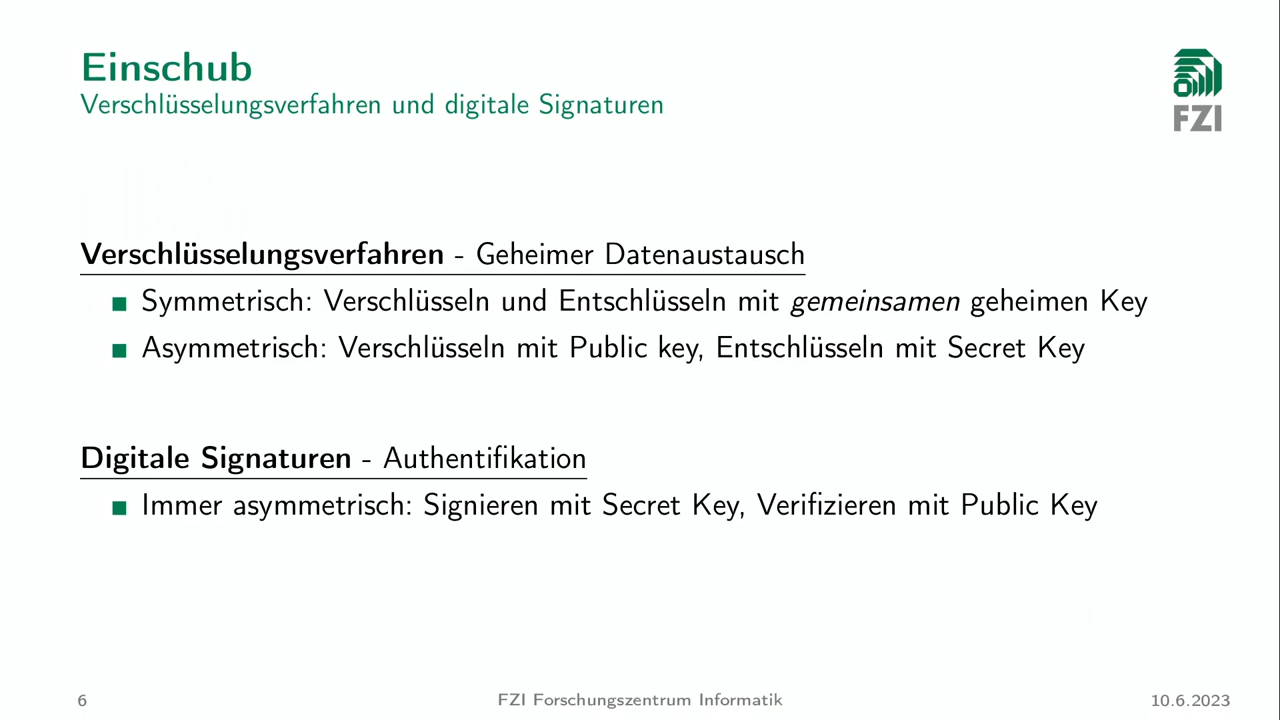 Einschub
Verschlüsselungsverfahren und digitale Signaturen
FZI
Verschlüsselungsverfahren - Geheimer Datenaustausch
Symmetrisch: Verschlüsseln und Entschlüsseln mit gemeinsamen geheimen Key
Asymmetrisch: Verschlüsseln mit Public key, Entschlüsseln mit Secret Key
Digitale Signaturen - Authentifikation
Immer asymmetrisch: Signieren mit Secret Key, Verifizieren mit Public Key
6
FZI Forschungszentrum Informatik
10.6.2023